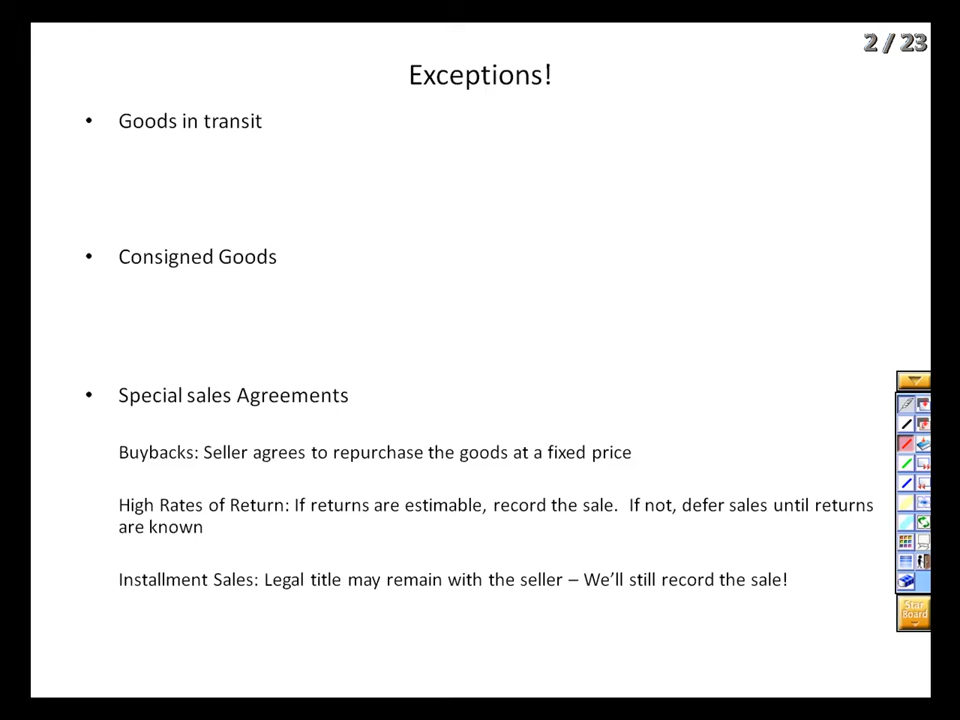 2 / 23
Exceptions!
• Goods in transit
• Consigned Goods
• Special sales Agreements
Buybacks: Seller agrees to repurchase the goods at a fixed price
High Rates of Return: If returns are estimable, record the sale.  If not, defer sales until returns
are known
Installment Sales: Legal title may remain with the seller – We'll still record the sale!
Star
Board